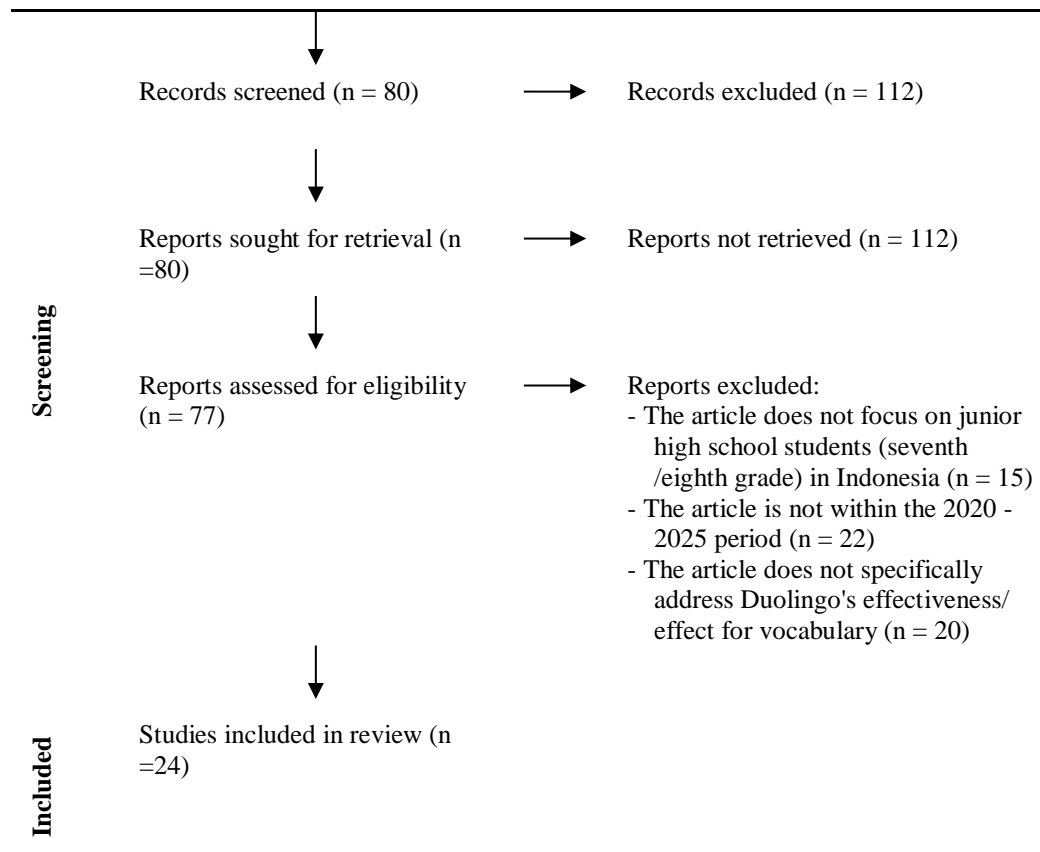 Records screened (n = 80)
Records excluded (n = 112)
Reports sought for retrieval (n
=80)
Reports not retrieved (n = 112)
Screening
Reports assessed for eligibility
(n = 77)
Reports excluded:
- The article does not focus on junior
high school students (seventh
/eighth grade) in Indonesia (n = 15)
- The article is not within the 2020 -
2025 period (n = 22)
- The article does not specifically
address Duolingo's effectiveness/
effect for vocabulary (n = 20)
Included
Studies included in review (n
=24)